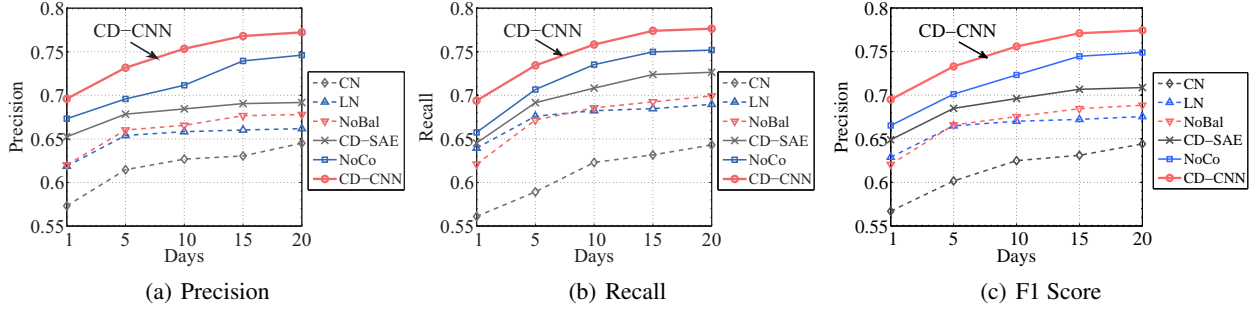 0.8
0.75
0.7
0.65
0.6
0.55
Precision
CD−CNN
CN
LN
NoBal
CD−SAE
NoCo
CD−CNN
1 5 10 15 20
Days
(a) Precision
0.8
0.75
0.7
0.65
0.6
0.55
Recall
CD−CNN
CN
LN
NoBal
CD−SAE
NoCo
CD−CNN
1 5 10 15 20
Days
(b) Recall
0.8
0.75
0.7
0.65
0.6
0.55
Precision
CD−CNN
CN
LN
NoBal
CD−SAE
NoCo
CD−CNN
1 5 10 15 20
Days
(c) F1 Score